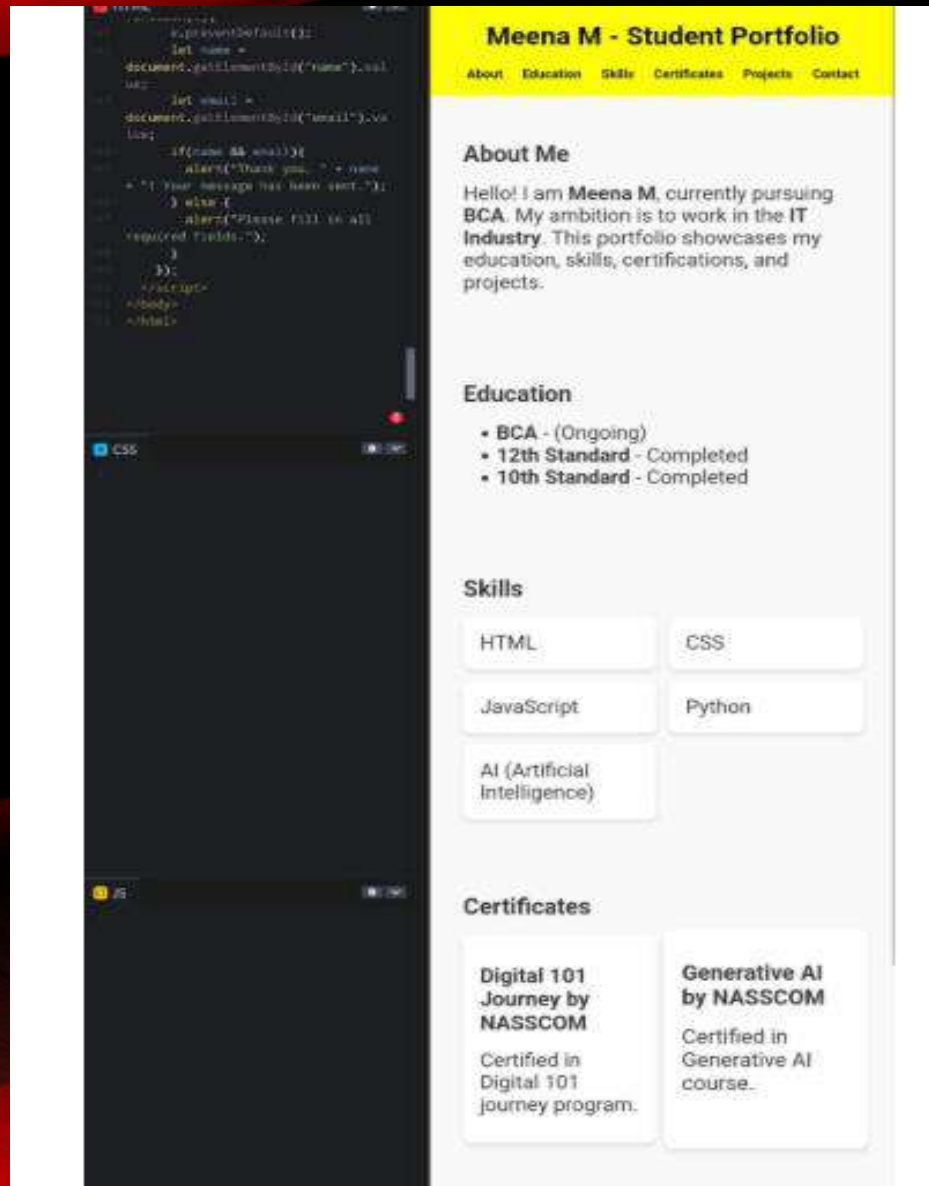 HTML
e.preventDefault();
let name =
document.getElementById("name").val
ue;
let email =
document.getElementById("email").va
lue;
if(name && email){
alert("Thank you, " + name
+ "! Your message has been sent.");
} else {
alert("Please fill in all
required fields.");
}
});
</script>
</body>
</html>
CSS
JS
Meena M - Student Portfolio
About Education Skills Certificates Projects Contact
About Me
Hello! I am Meena M, currently pursuing
BCA. My ambition is to work in the IT
Industry. This portfolio showcases my
education, skills, certifications, and
projects.
Education
• BCA - (Ongoing)
• 12th Standard - Completed
• 10th Standard - Completed
Skills
HTML
CSS
JavaScript
Python
AI (Artificial
Intelligence)
Certificates
Digital 101
Journey by
NASSCOM
Certified in
Digital 101
journey program.
Generative AI
by NASSCOM
Certified in
Generative AI
course.